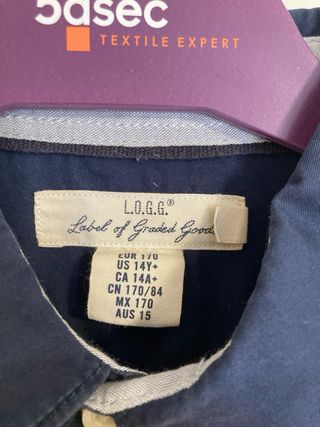 5àsec
TEXTILE EXPERT
L.O.G.G.®
Label of Graded Goods
EUR 170
US 14Y+
CA 14A+
CN 170/84
MX 170
AUS 15